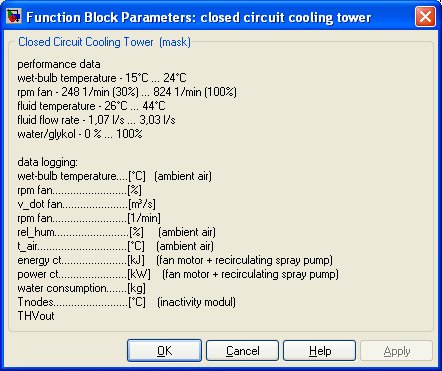 Function Block Parameters: closed circuit cooling tower
Closed Circuit Cooling Tower (mask)
performance data
wet-bulb temperature - 15°C ... 24°C
rpm fan - 248 1/min (30%) ... 824 1/min (100%)
fluid temperature - 26°C ... 44°C
fluid flow rate - 1,07 l/s ... 3,03 l/s
water/glykol - 0 % ... 100%
data logging:
wet-bulb temperature....[°C] (ambient air)
rpm fan.........................[%]
v_dot fan......................[m³/s]
rpm fan.........................[1/min]
rel_hum.........................[%] (ambient air)
t_air..............................[°C] (ambient air)
energy ct.......................[kJ] (fan motor + recirculating spray pump)
power ct........................[kW] (fan motor + recirculating spray pump)
water consumption.......[kg]
Tnodes.........................[°C] (inactivity modul)
THVout
OK Cancel Help Apply